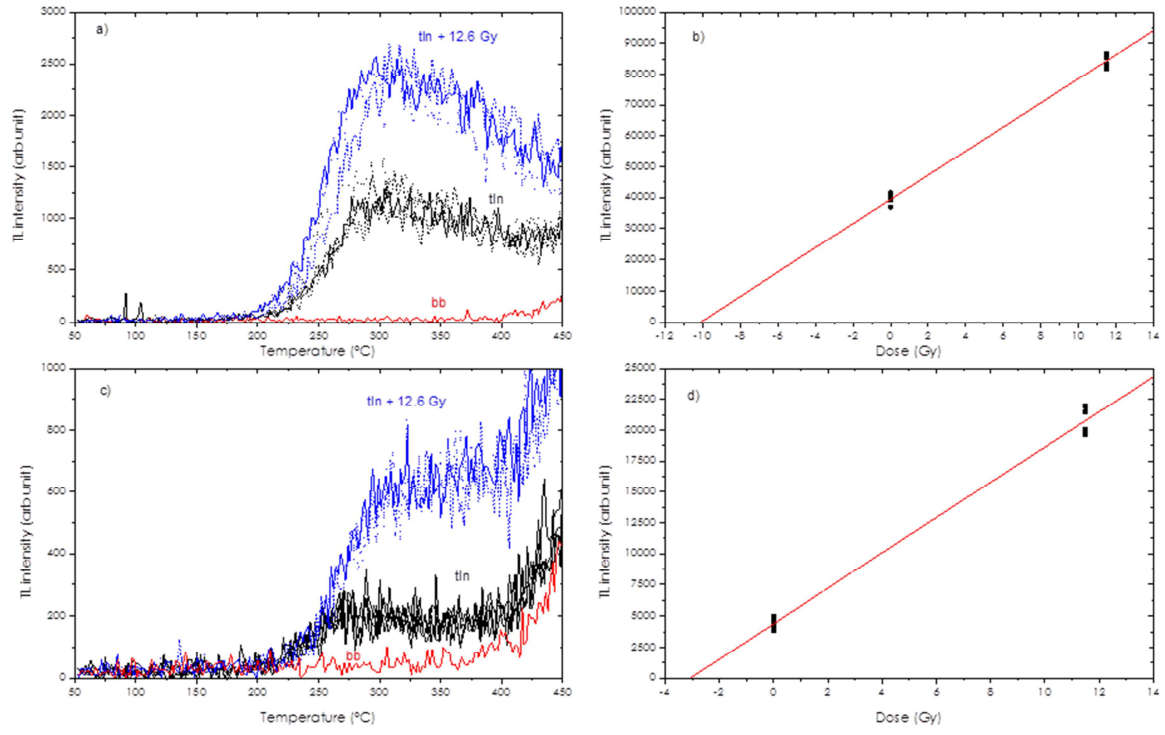 a)
tln + 12.6 Gy
tln
bb
TL intensity (arb unit)
0 500 1000 1500 2000 2500 3000
50 100 150 200 250 300 350 400 450
Temperature (°C)
b)
TL intensity (arb unit)
0 10000 20000 30000 40000 50000 60000 70000 80000 90000 100000
-12 -10 -8 -6 -4 -2 0 2 4 6 8 10 12 14
Dose (Gy)
c)
tln + 12.6 Gy
tln
bb
TL intensity (arb unit)
0 200 400 600 800 1000
50 100 150 200 250 300 350 400 450
Temperature (°C)
d)
TL intensity (arb unit)
0 2500 5000 7500 10000 12500 15000 17500 20000 22500 25000
-4 -2 0 2 4 6 8 10 12 14
Dose (Gy)